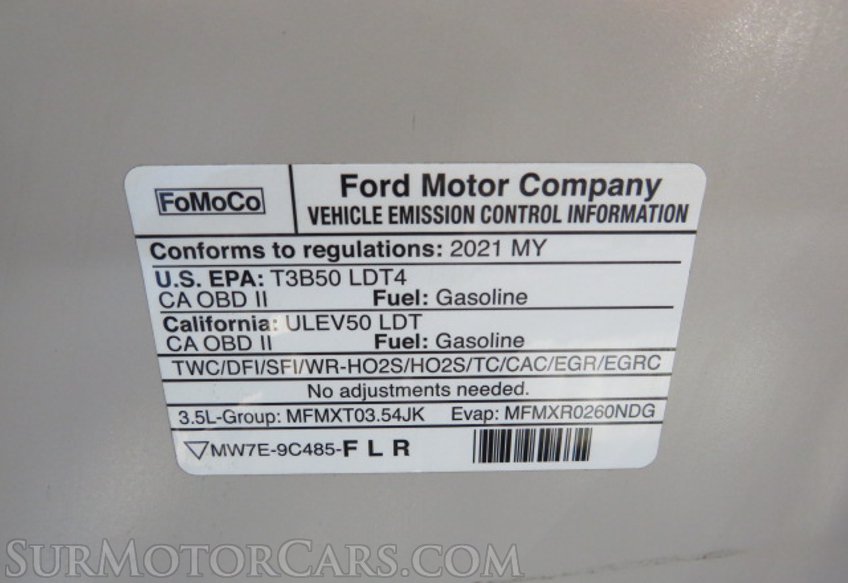 FoMoCo
Ford Motor Company
VEHICLE EMISSION CONTROL INFORMATION
Conforms to regulations: 2021 MY
U.S. EPA: T3B50 LDT4
CA OBD II Fuel: Gasoline
California: ULEV50 LDT
CA OBD II Fuel: Gasoline
TWC/DFI/SFI/WR-HO2S/HO2S/TC/CAC/EGR/EGRC
No adjustments needed.
3.5L-Group: MFMXT03.54JK Evap: MFMXR0260NDG
MW7E-9C485-F L R
SurMotorCars.com